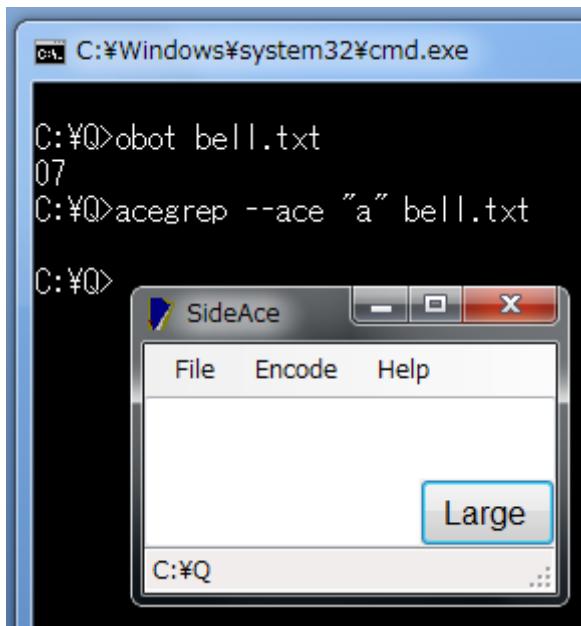 C:¥Windows¥system32¥cmd.exe
C:¥Q>obot bell.txt
07
C:¥Q>acegrep --ace "a" bell.txt
C:¥Q>
SideAce
File Encode Help
Large
C:¥Q